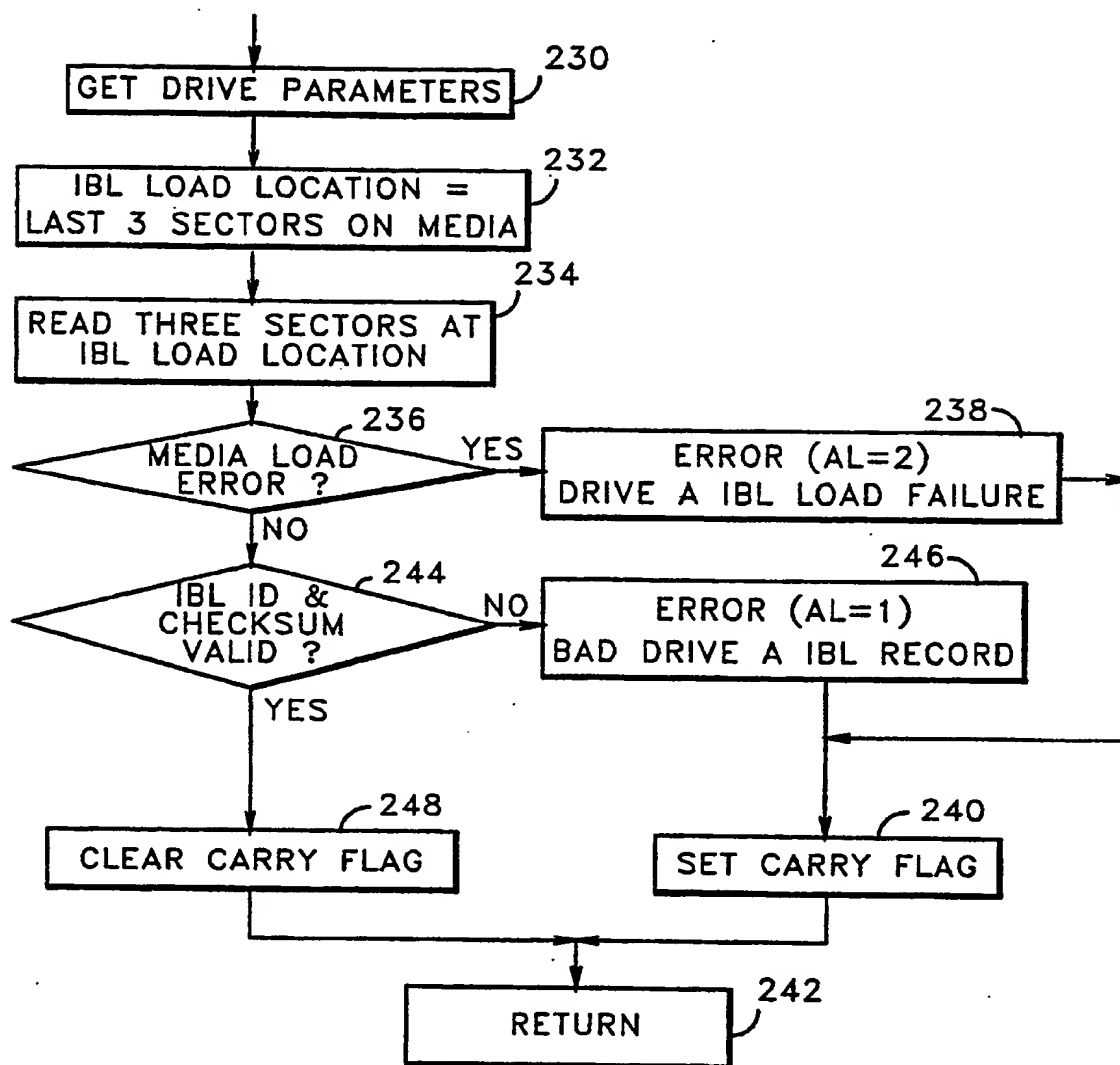 230
GET DRIVE PARAMETERS
232
IBL LOAD LOCATION =
LAST 3 SECTORS ON MEDIA
234
READ THREE SECTORS AT
IBL LOAD LOCATION
236
MEDIA LOAD
ERROR ?
YES
NO
238
ERROR (AL=2)
DRIVE A IBL LOAD FAILURE
244
IBL ID &
CHECKSUM
VALID ?
NO
YES
246
ERROR (AL=1)
BAD DRIVE A IBL RECORD
248
CLEAR CARRY FLAG
240
SET CARRY FLAG
242
RETURN